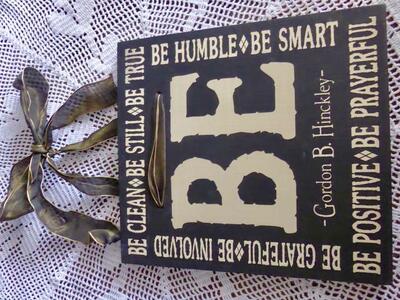 BE CLEAN♦BE STILL♦BE TRUE
BE HUMBLE♦BE SMART
BE GRATEFUL♦BE INVOLVED
BE
-Gordon B. Hinckley-
BE POSITIVE♦BE PRAYERFUL